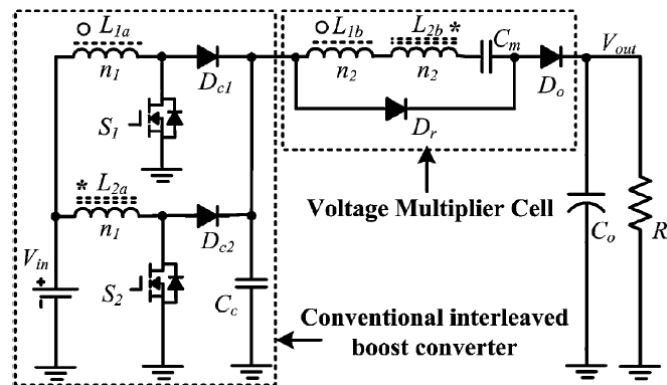 L1a
n1
Dc1
S1
* L2a
n1
Dc2
Vin
+
-
S2
Cc
L1b
n2
L2b *
n2
Cm
Dr
Do
Vout
Voltage Multiplier Cell
Co
R
Conventional interleaved
boost converter